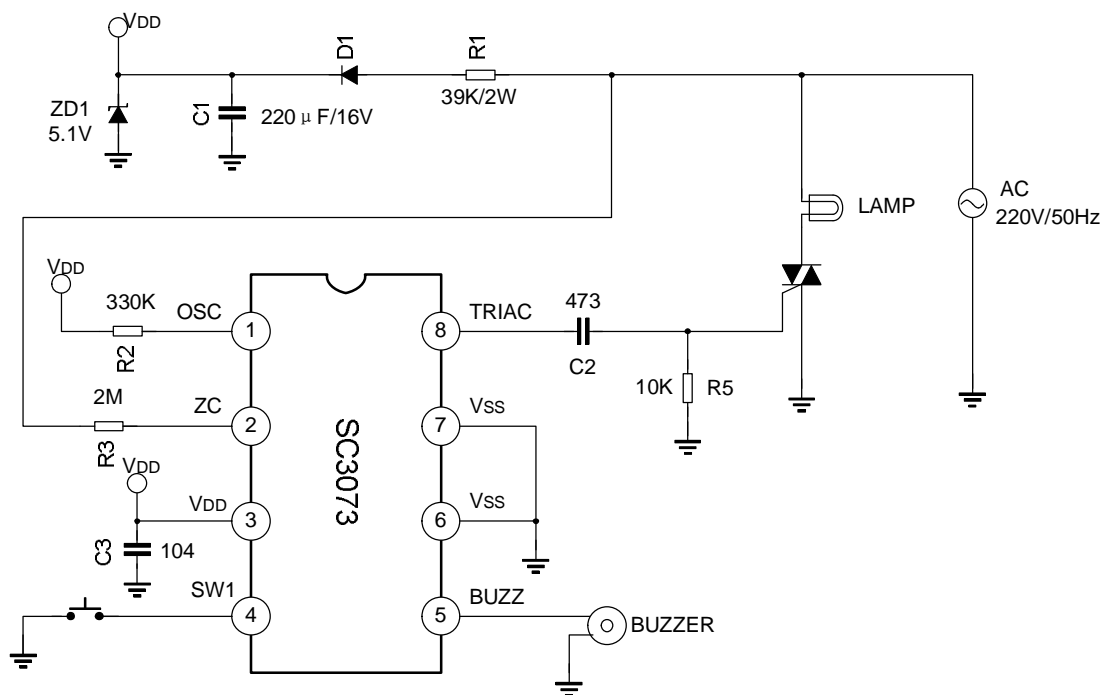 VDD
D1
R1
ZD1
5.1V
C1
220 μF/16V
39K/2W
LAMP
AC
220V/50Hz
VDD
330K
OSC
1
R2
8
TRIAC
473
C2
10K
R5
2M
ZC
2
R3
7
VSS
SC3073
VDD
VDD
3
C3
104
6
VSS
SW1
4
5
BUZZ
BUZZER